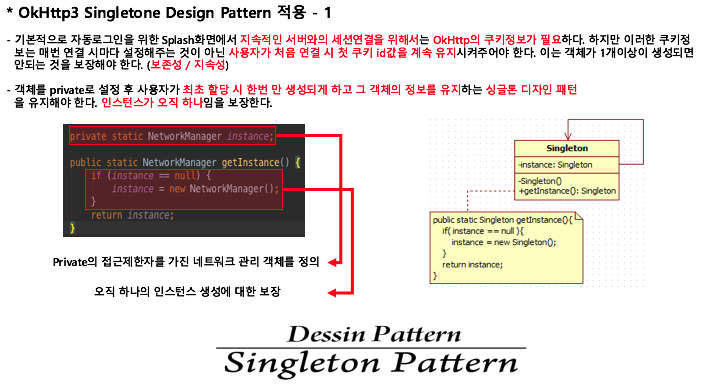 * OkHttp3 Singletone Design Pattern 적용 - 1
- 기본적으로 자동로그인을 위한 Splash화면에서 지속적인 서버와의 세션연결을 위해서는 OkHttp의 쿠키정보가 필요하다. 하지만 이러한 쿠키정
보는 매번 연결 시마다 설정해주는 것이 아닌 사용자가 처음 연결 시 첫 쿠키 id값을 계속 유지시켜주어야 한다. 이는 객체가 1개이상이 생성되면
안되는 것을 보장해야 한다. (보존성 / 지속성)
- 객체를 private로 설정 후 사용자가 최초 할당 시 한번 만 생성되게 하고 그 객체의 정보를 유지하는 싱글톤 디자인 패턴
을 유지해야 한다. 인스턴스가 오직 하나임을 보장한다.
private static NetworkManager instance;
public static NetworkManager getInstance() {
if (instance == null) {
instance = new NetworkManager();
}
return instance;
}
Private의 접근제한자를 가진 네트워크 관리 객체를 정의
오직 하나의 인스턴스 생성에 대한 보장
Singleton
-instance: Singleton
-Singleton()
+getInstance(): Singleton
public static Singleton getInstance(){
if( instance == null ){
instance = new Singleton();
}
return instance;
}
Dessin Pattern
Singleton Pattern